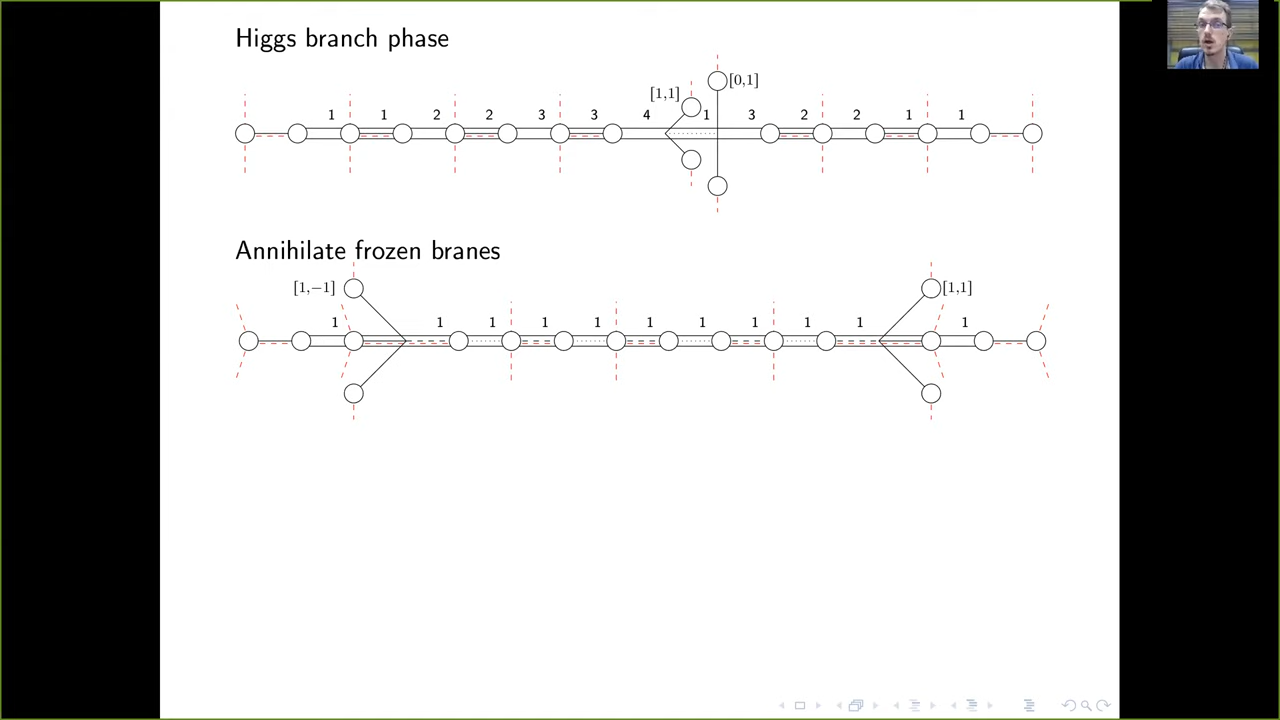 Higgs branch phase
[0,1]
[1,1]
1 1 2 2 3 3 4 1 3 2 2 1 1
Annihilate frozen branes
[1,−1] [1,1]
1 1 1 1 1 1 1 1 1 1 1